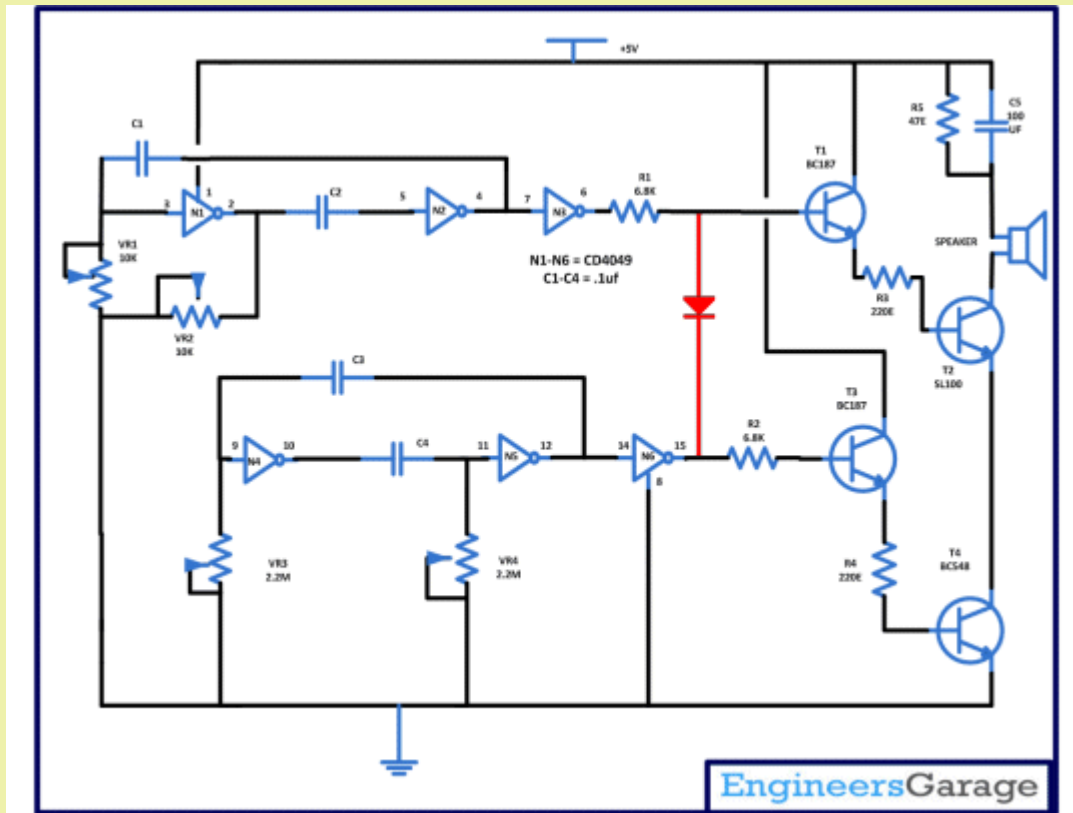 +5V
C1
R5
47E
C5
100
UF
T1
BC187
1
3
N1
2
C2
5
N2
4
7
N3
6
R1
6.8K
SPEAKER
VR1
10K
N1-N6 = CD4049
C1-C4 = .1uf
R3
220E
VR2
10K
C3
T2
SL100
T3
BC187
9
N4
10
C4
11
N5
12
14
N6
15
8
R2
6.8K
VR3
2.2M
VR4
2.2M
R4
220E
T4
BC548
EngineersGarage